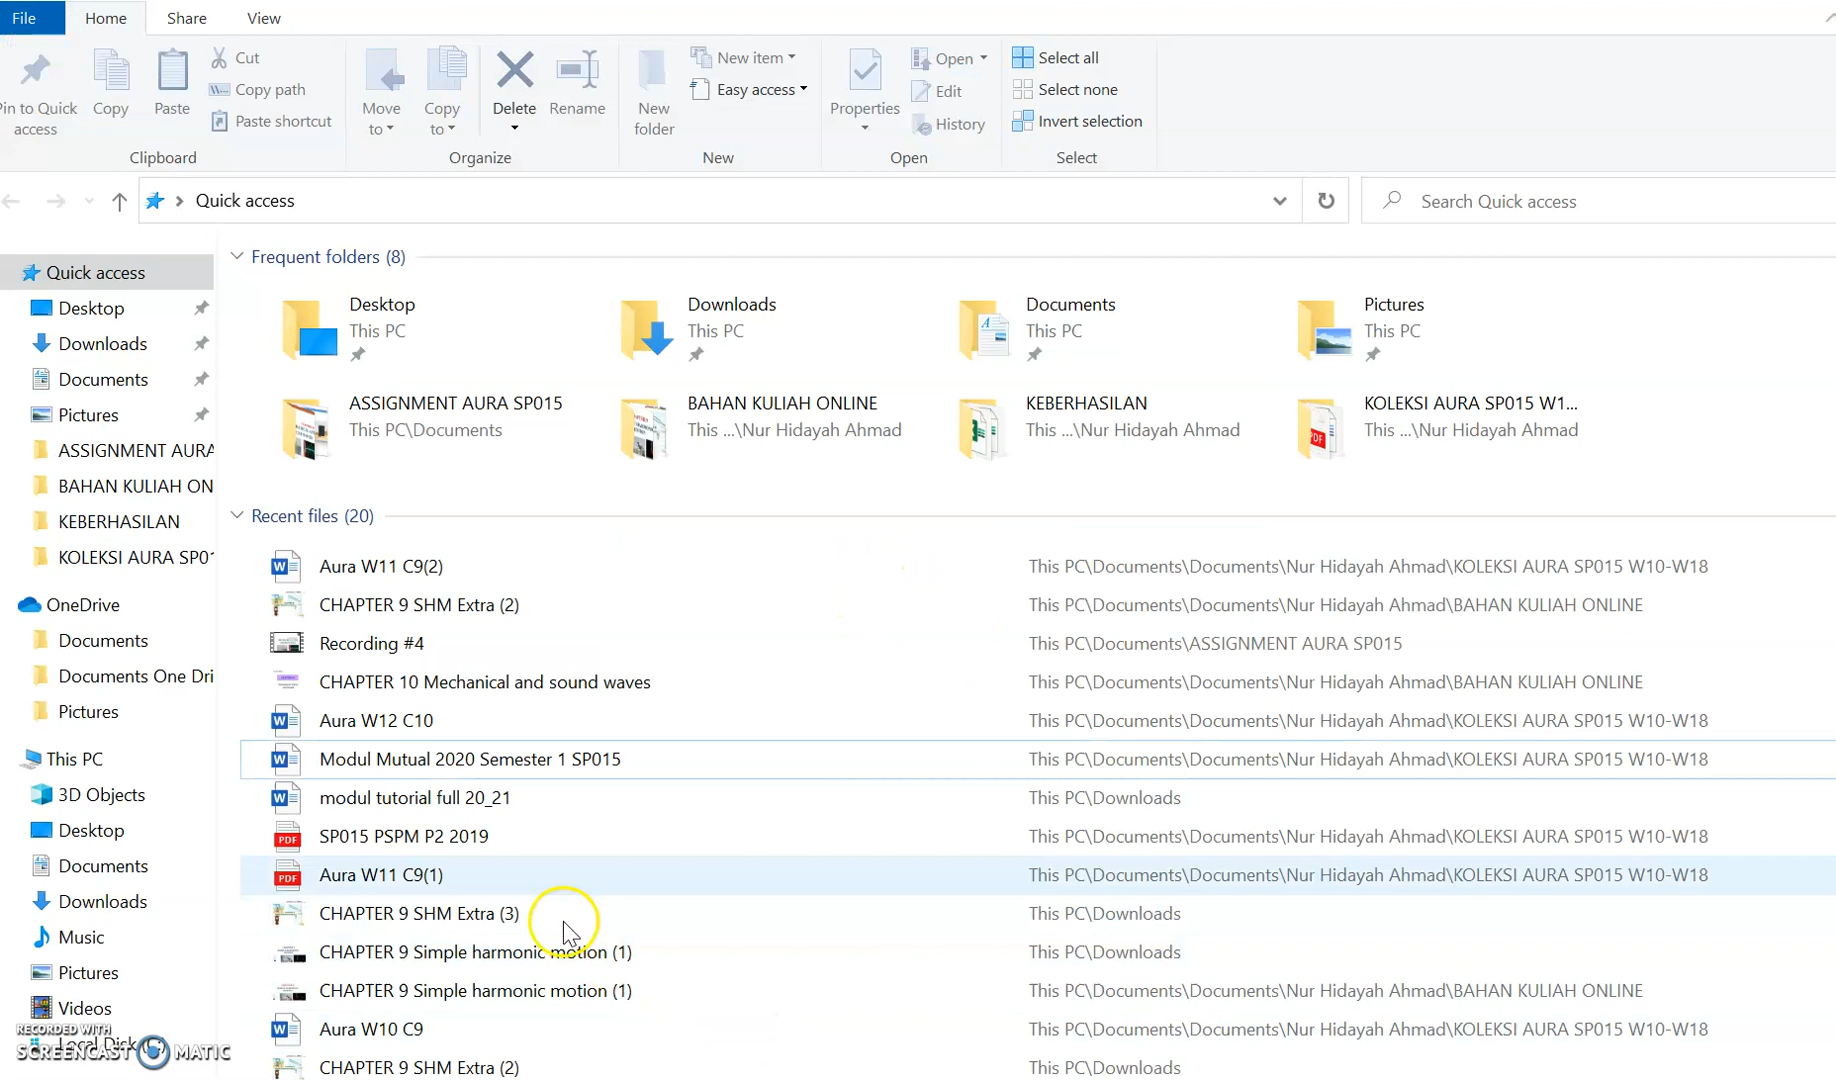 File Home Share View
Pin to Quick access
Copy
Paste
Cut
Copy path
Paste shortcut
Clipboard
Move to
Copy to
Delete
Rename
Organize
New folder
New item
Easy access
New
Properties
Open
Edit
History
Open
Select all
Select none
Invert selection
Select
Quick access
Search Quick access
Quick access
Desktop
Downloads
Documents
Pictures
ASSIGNMENT AURA
BAHAN KULIAH ON
KEBERHASILAN
KOLEKSI AURA SP01
OneDrive
Documents
Documents One Dri
Pictures
This PC
3D Objects
Desktop
Documents
Downloads
Music
Pictures
Videos
Local Disk (C:)
RECORDED WITH
SCREENCAST MATIC
Frequent folders (8)
Desktop
This PC
Downloads
This PC
Documents
This PC
Pictures
This PC
ASSIGNMENT AURA SP015
This PC\Documents
BAHAN KULIAH ONLINE
This ...\Nur Hidayah Ahmad
KEBERHASILAN
This ...\Nur Hidayah Ahmad
KOLEKSI AURA SP015 W1...
This ...\Nur Hidayah Ahmad
Recent files (20)
Aura W11 C9(2) This PC\Documents\Documents\Nur Hidayah Ahmad\KOLEKSI AURA SP015 W10-W18
CHAPTER 9 SHM Extra (2) This PC\Documents\Documents\Nur Hidayah Ahmad\BAHAN KULIAH ONLINE
Recording #4 This PC\Documents\ASSIGNMENT AURA SP015
CHAPTER 10 Mechanical and sound waves This PC\Documents\Documents\Nur Hidayah Ahmad\BAHAN KULIAH ONLINE
Aura W12 C10 This PC\Documents\Documents\Nur Hidayah Ahmad\KOLEKSI AURA SP015 W10-W18
Modul Mutual 2020 Semester 1 SP015 This PC\Documents\Documents\Nur Hidayah Ahmad\KOLEKSI AURA SP015 W10-W18
modul tutorial full 20_21 This PC\Downloads
SP015 PSPM P2 2019 This PC\Documents\Documents\Nur Hidayah Ahmad\KOLEKSI AURA SP015 W10-W18
Aura W11 C9(1) This PC\Documents\Documents\Nur Hidayah Ahmad\KOLEKSI AURA SP015 W10-W18
CHAPTER 9 SHM Extra (3) This PC\Downloads
CHAPTER 9 Simple harmonic motion (1) This PC\Downloads
CHAPTER 9 Simple harmonic motion (1) This PC\Documents\Documents\Nur Hidayah Ahmad\BAHAN KULIAH ONLINE
Aura W10 C9 This PC\Documents\Documents\Nur Hidayah Ahmad\KOLEKSI AURA SP015 W10-W18
CHAPTER 9 SHM Extra (2) This PC\Downloads